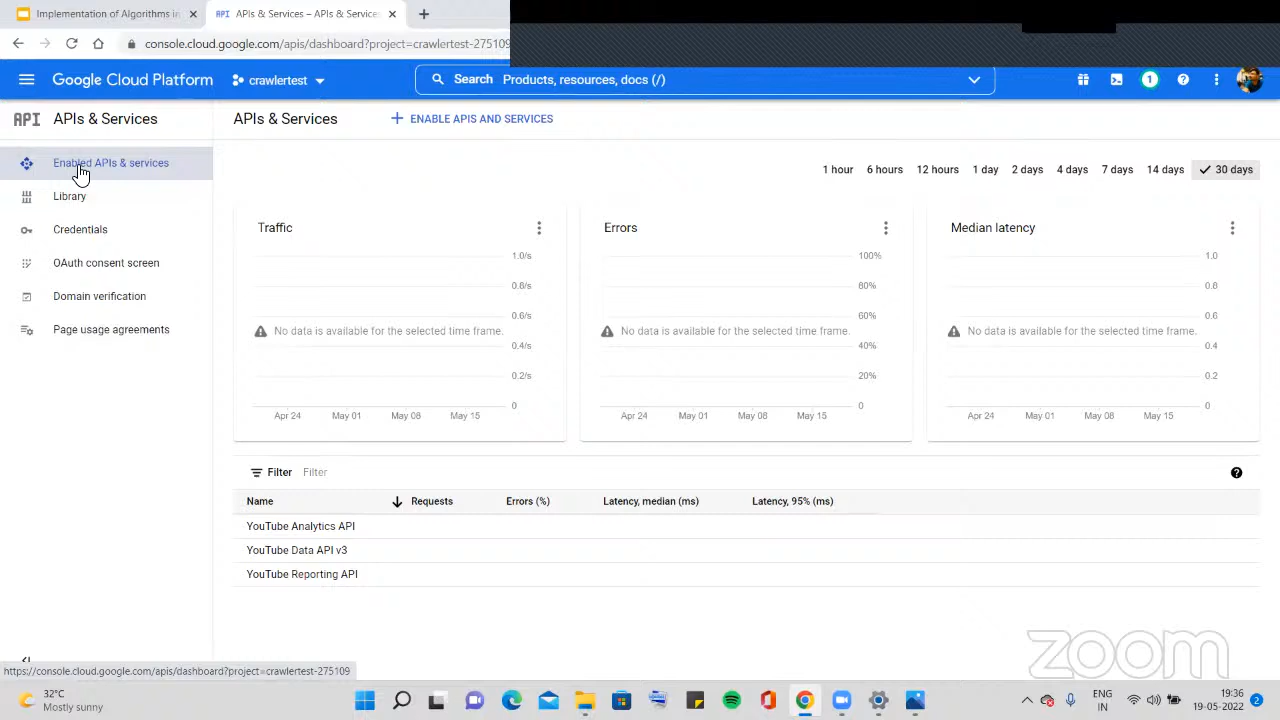 Implementation of Algorithms in
API APIs & Services – APIs & Services
console.cloud.google.com/apis/dashboard?project=crawlertest-275109
Google Cloud Platform
crawlertest
Search Products, resources, docs (/)
1
API APIs & Services
APIs & Services
ENABLE APIS AND SERVICES
Enabled APIs & services
Library
Credentials
OAuth consent screen
Domain verification
Page usage agreements
1 hour 6 hours 12 hours 1 day 2 days 4 days 7 days 14 days 30 days
Traffic
1.0/s
0.8/s
0.6/s
No data is available for the selected time frame.
0.4/s
0.2/s
0
Apr 24 May 01 May 08 May 15
Errors
100%
80%
60%
No data is available for the selected time frame.
40%
20%
0
Apr 24 May 01 May 08 May 15
Median latency
1.0
0.8
0.6
No data is available for the selected time frame.
0.4
0.2
0
Apr 24 May 01 May 08 May 15
Filter Filter
Name Requests Errors (%) Latency, median (ms) Latency, 95% (ms)
YouTube Analytics API
YouTube Data API v3
YouTube Reporting API
zoom
https://console.cloud.google.com/apis/dashboard?project=crawlertest-275109
32°C
Mostly sunny
ENG
IN
19:36
19-05-2022
2